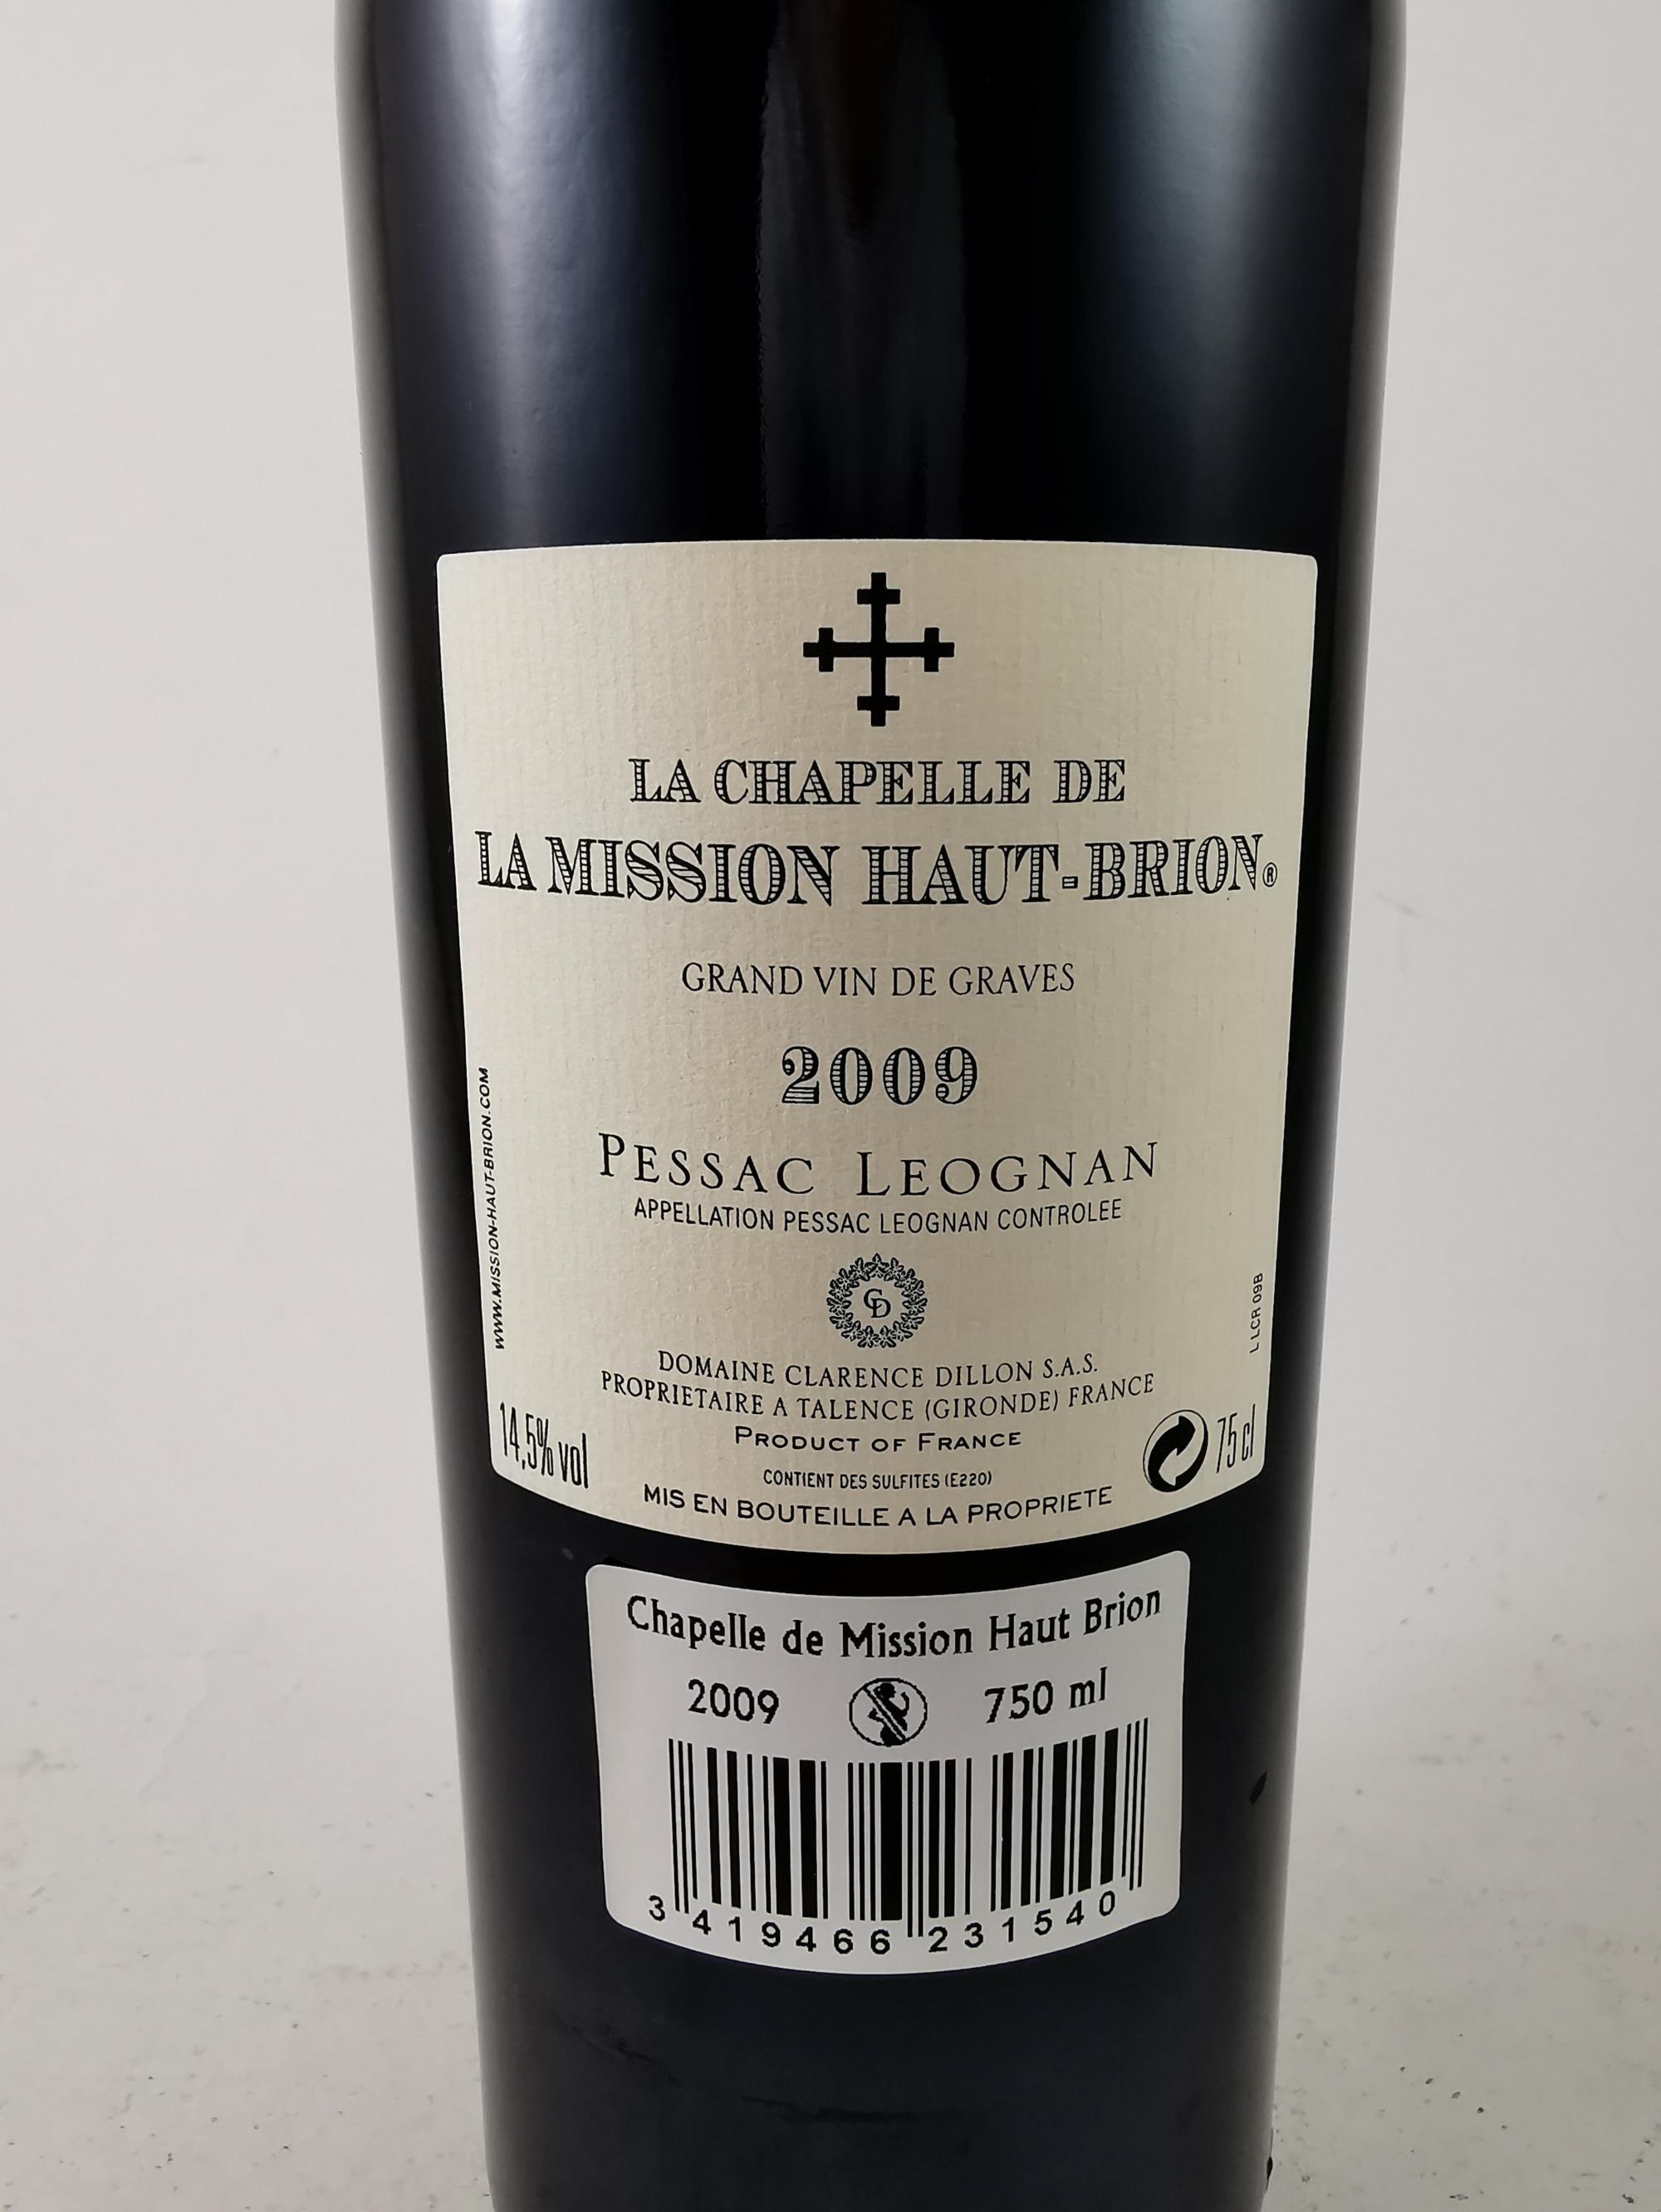 LA CHAPELLE DE
LA MISSION HAUT-BRION®
GRAND VIN DE GRAVES
2009
PESSAC LEOGNAN
APPELLATION PESSAC LEOGNAN CONTROLEE
CD
DOMAINE CLARENCE DILLON S.A.S.
PROPRIETAIRE A TALENCE (GIRONDE) FRANCE
PRODUCT OF FRANCE
CONTIENT DES SULFITES (E220)
MIS EN BOUTEILLE A LA PROPRIETE
14,5% vol
75 cl
WWW.MISSION-HAUT-BRION.COM
L LCR 09B
Chapelle de Mission Haut Brion
2009 750 ml
3 419466 231540